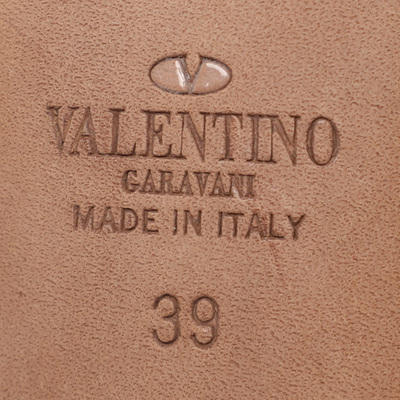 V
VALENTINO
GARAVANI
MADE IN ITALY
39